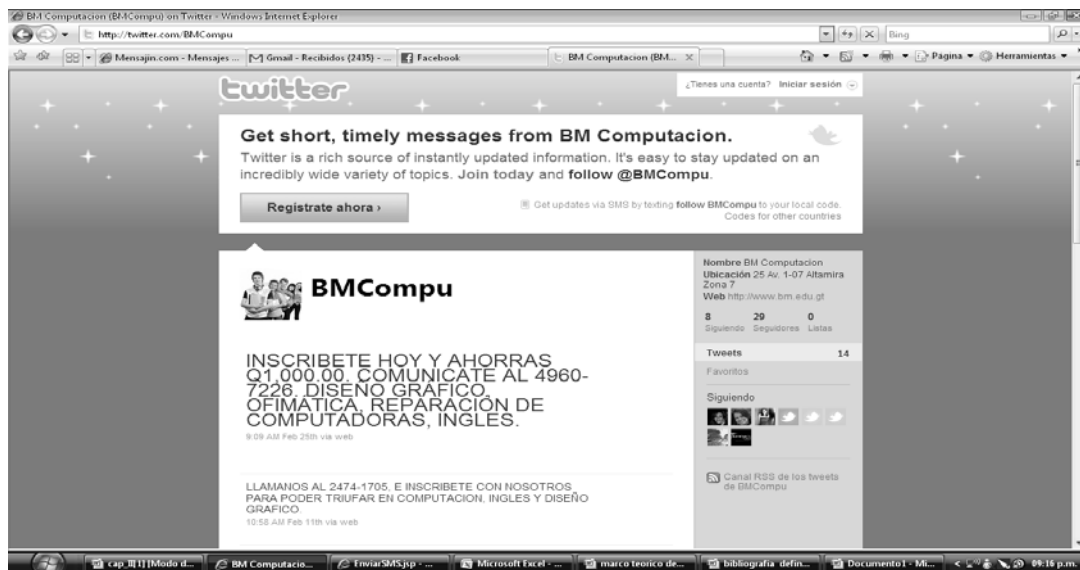 BM Computacion (BMCompu) on Twitter - Windows Internet Explorer
http://twitter.com/BMCompu
Bing
Mensajin.com - Mensajes ...
Gmail - Recibidos (2435) - ...
Facebook
BM Computacion (BM...
Página
Herramientas
twitter
¿Tienes una cuenta? Iniciar sesión
Get short, timely messages from BM Computacion.
Twitter is a rich source of instantly updated information. It's easy to stay updated on an
incredibly wide variety of topics. Join today and follow @BMCompu.
Regístrate ahora ›
Get updates via SMS by texting follow BMCompu to your local code.
Codes for other countries
BMCompu
INSCRIBETE HOY Y AHORRAS
Q1,000.00. COMUNICATE AL 4960-
7226. DISEÑO GRÁFICO,
OFIMÁTICA, REPARACIÓN DE
COMPUTADORAS, INGLES.
9:09 AM Feb 25th via web
LLAMANOS AL 2474-1705. E INSCRIBETE CON NOSOTROS
PARA PODER TRIUFAR EN COMPUTACION, INGLES Y DISEÑO
GRAFICO.
10:58 AM Feb 11th via web
Nombre BM Computacion
Ubicación 25 Av. 1-07 Altamira
Zona 7
Web http://www.bm.edu.gt
8 29 0
Siguiendo Seguidores Listas
Tweets 14
Favoritos
Siguiendo
Canal RSS de los tweets
de BMCompu
cap_II[1] [Modo d...
BM Computacio...
EnviarSMS.jsp - ...
Microsoft Excel - ...
marco teorico de...
bibliografia defin...
Documento1 - Mi...
09:16 p.m.